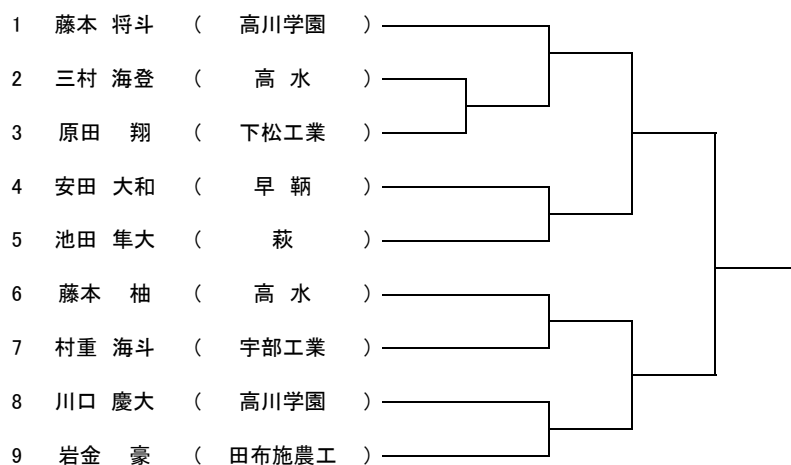 1 藤本 将斗 ( 高川学園 )
2 三村 海登 ( 高 水 )
3 原田 翔 ( 下松工業 )
4 安田 大和 ( 早 鞆 )
5 池田 隼大 ( 萩 )
6 藤本 柚 ( 高 水 )
7 村重 海斗 ( 宇部工業 )
8 川口 慶大 ( 高川学園 )
9 岩金 豪 ( 田布施農工 )